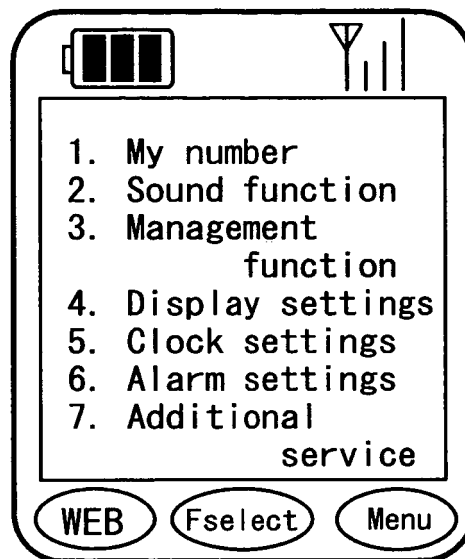 1. My number
2. Sound function
3. Management
function
4. Display settings
5. Clock settings
6. Alarm settings
7. Additional
service
WEB Fselect Menu